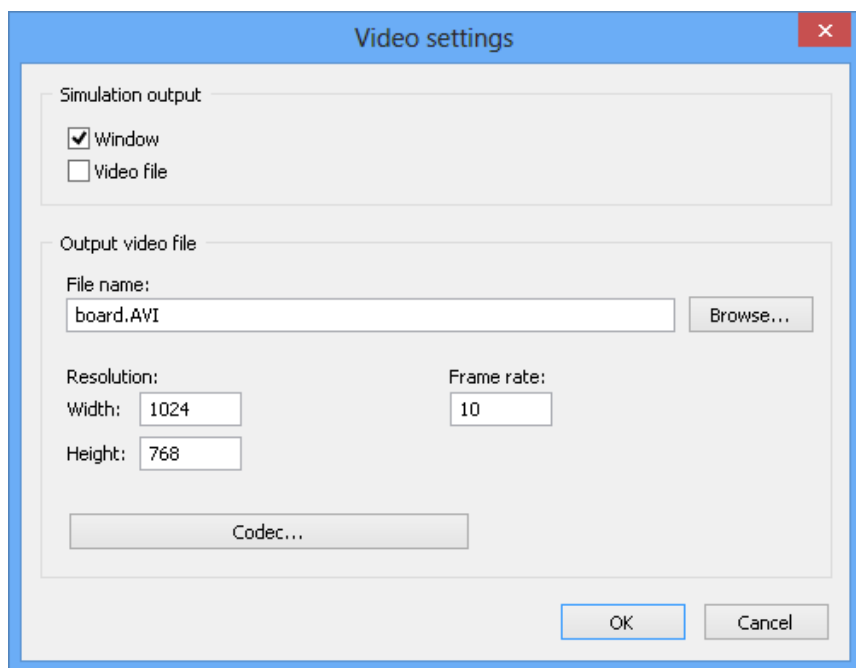 Video settings
Simulation output
Window
Video file
Output video file
File name:
board.AVI
Browse...
Resolution:
Frame rate:
Width: 1024
10
Height: 768
Codec...
OK
Cancel